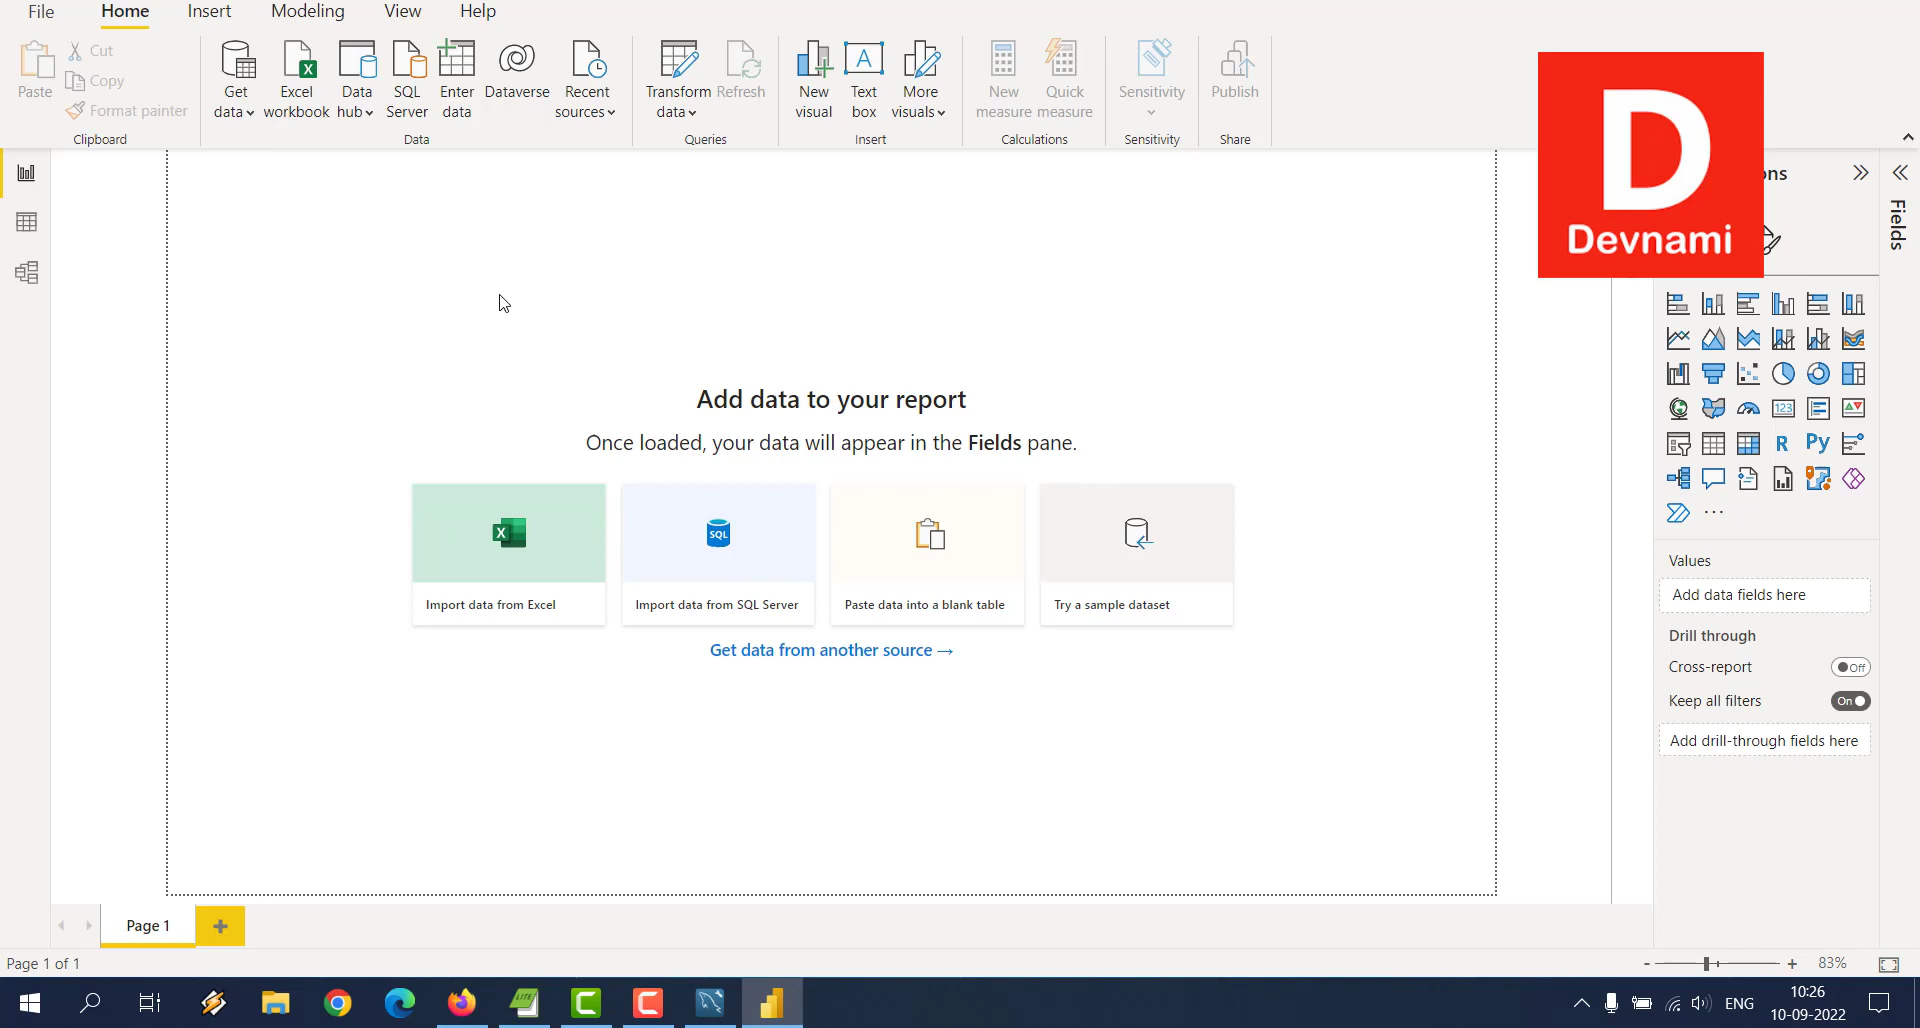 File
Home
Insert
Modeling
View
Help
Paste
Cut
Copy
Format painter
Clipboard
Get
data
Excel
workbook
Data
hub
SQL
Server
Enter
data
Dataverse
Recent
sources
Data
Transform
data
Refresh
Queries
New
visual
A
Text
box
More
visuals
Insert
New
measure
Quick
measure
Calculations
Sensitivity
Sensitivity
Publish
Share
D
Devnami
ons
Fields
123
R
Py
Add data to your report
Once loaded, your data will appear in the Fields pane.
X
SQL
Import data from Excel
Import data from SQL Server
Paste data into a blank table
Try a sample dataset
Get data from another source →
Values
Add data fields here
Drill through
Cross-report
Off
Keep all filters
On
Add drill-through fields here
Page 1
Page 1 of 1
- + 83%
LITE
C
C
ENG
10:26
10-09-2022